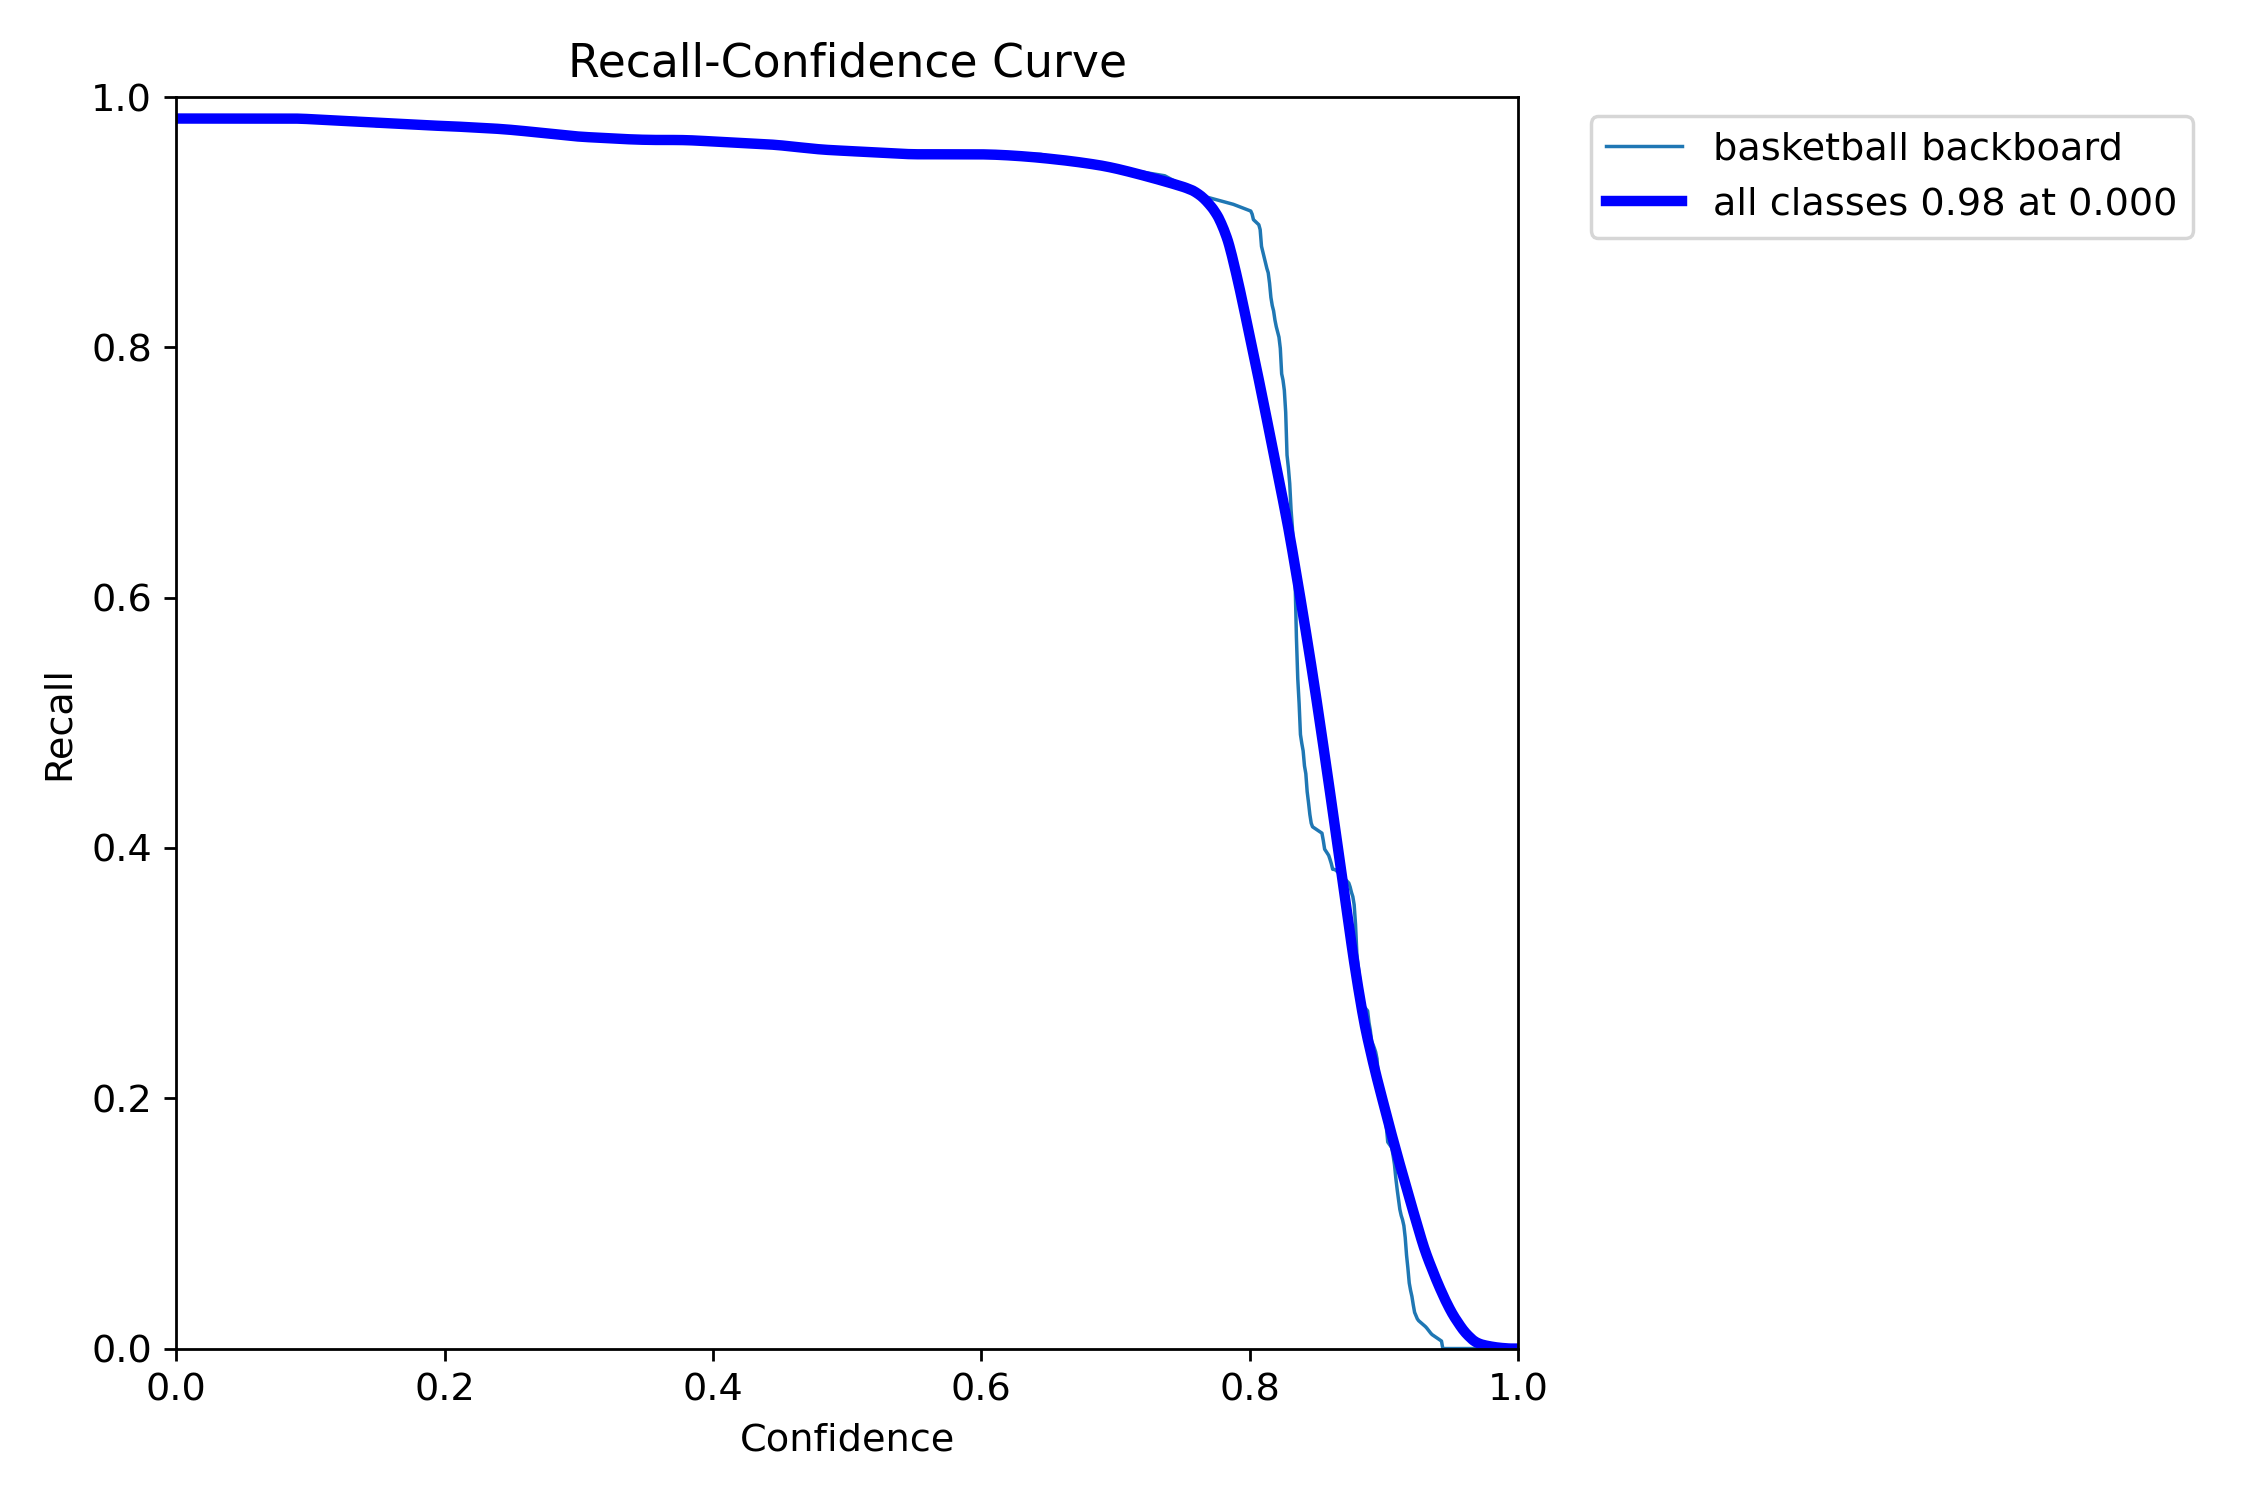 Recall-Confidence Curve
1.0
0.8
0.6
0.4
0.2
0.0
Recall
0.0 0.2 0.4 0.6 0.8 1.0
Confidence
basketball backboard
all classes 0.98 at 0.000